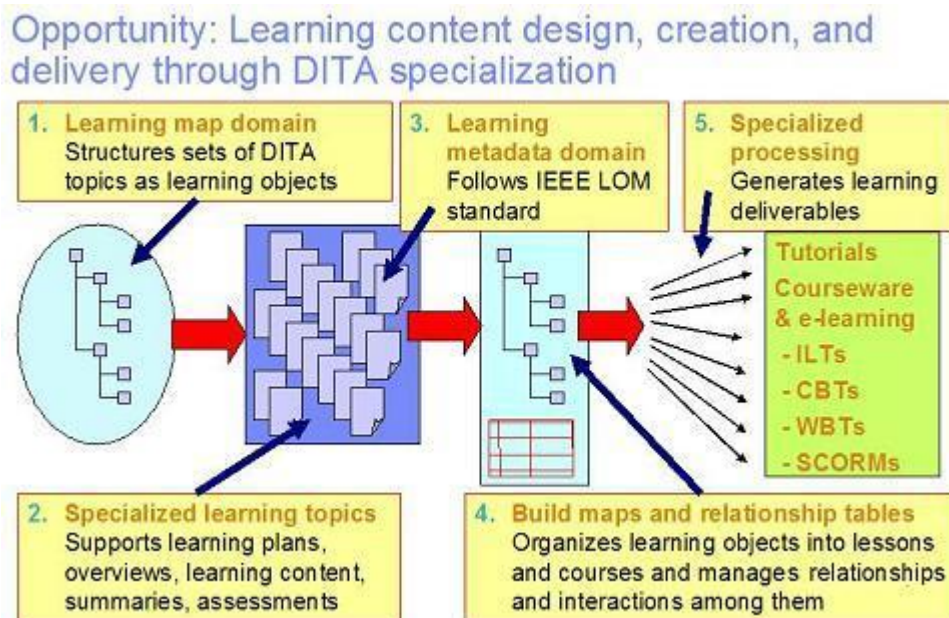 Opportunity: Learning content design, creation, and
delivery through DITA specialization
1. Learning map domain
Structures sets of DITA
topics as learning objects
3. Learning
metadata domain
Follows IEEE LOM
standard
5. Specialized
processing
Generates learning
deliverables
Tutorials
Courseware
& e-learning
- ILTs
- CBTs
- WBTs
- SCORMs
2. Specialized learning topics
Supports learning plans,
overviews, learning content,
summaries, assessments
4. Build maps and relationship tables
Organizes learning objects into lessons
and courses and manages relationships
and interactions among them